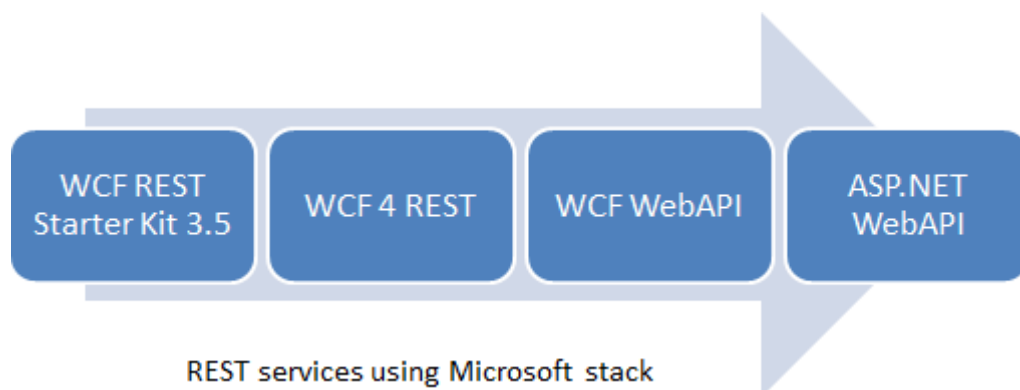 WCF REST
Starter Kit 3.5
WCF 4 REST
WCF WebAPI
ASP.NET
WebAPI
REST services using Microsoft stack